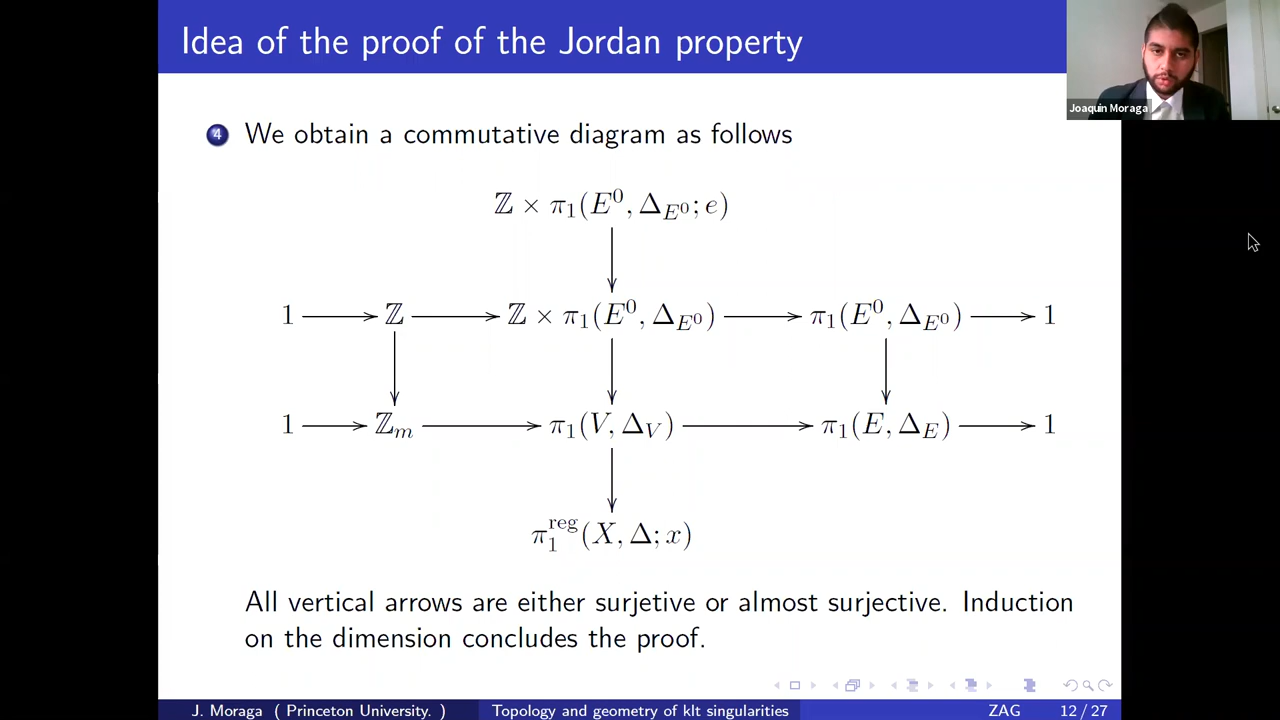 Idea of the proof of the Jordan property
Joaquin Moraga
4 We obtain a commutative diagram as follows
ℤ × π₁(E⁰, Δ_{E⁰}; e)
1 ⟶ ℤ ⟶ ℤ × π₁(E⁰, Δ_{E⁰}) ⟶ π₁(E⁰, Δ_{E⁰}) ⟶ 1
1 ⟶ ℤ_m ⟶ π₁(V, Δ_V) ⟶ π₁(E, Δ_E) ⟶ 1
π₁^{reg}(X, Δ; x)
All vertical arrows are either surjetive or almost surjective. Induction
on the dimension concludes the proof.
J. Moraga ( Princeton University. ) Topology and geometry of klt singularities ZAG 12 / 27